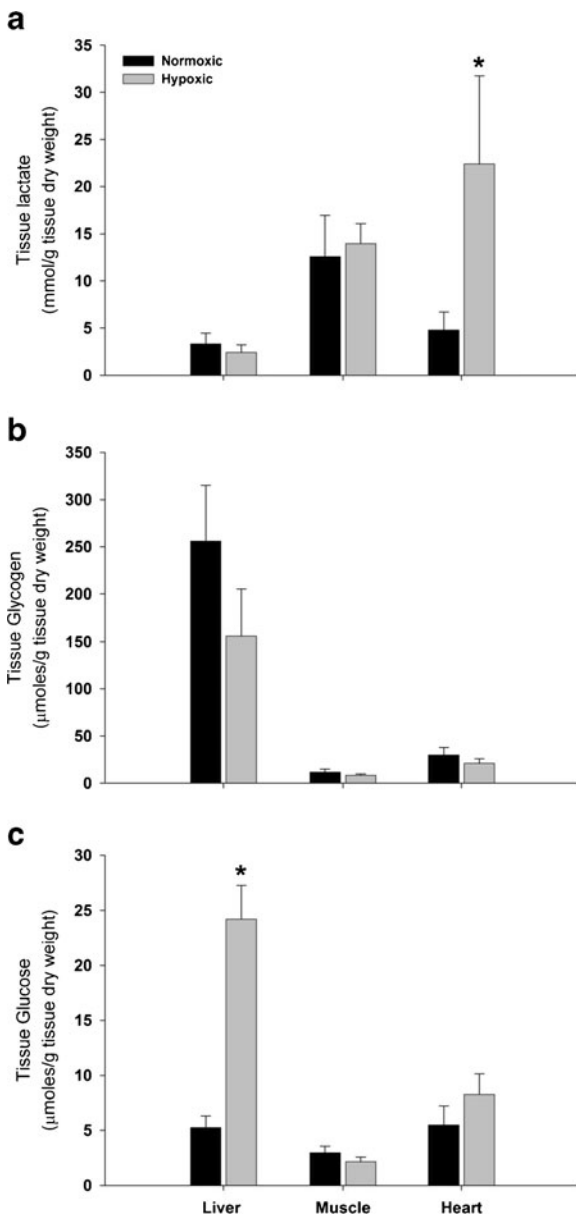 a
35
30
25
20
15
10
5
0
Tissue lactate
(mmol/g tissue dry weight)
Normoxic
Hypoxic
*
b
350
300
250
200
150
100
50
0
Tissue Glycogen
(μmoles/g tissue dry weight)
c
30
25
20
15
10
5
0
Tissue Glucose
(μmoles/g tissue dry weight)
*
Liver Muscle Heart